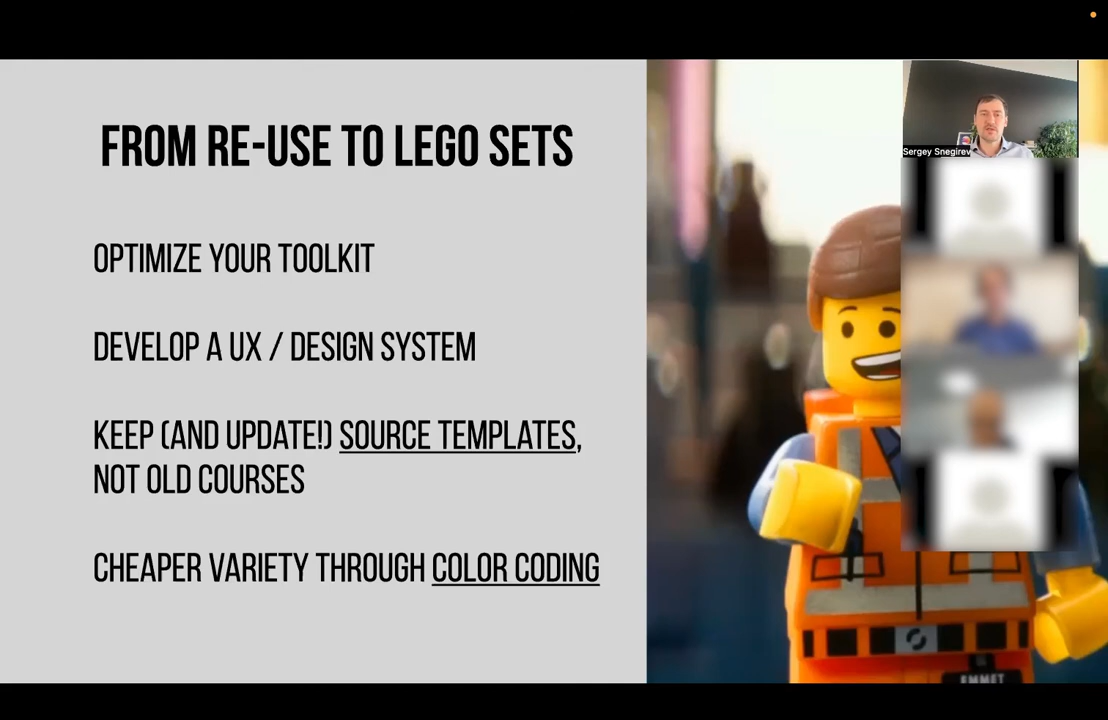 FROM RE-USE TO LEGO SETS
OPTIMIZE YOUR TOOLKIT
DEVELOP A UX / DESIGN SYSTEM
KEEP (AND UPDATE!) SOURCE TEMPLATES,
NOT OLD COURSES
CHEAPER VARIETY THROUGH COLOR CODING
Sergey Snegirev
EMMET